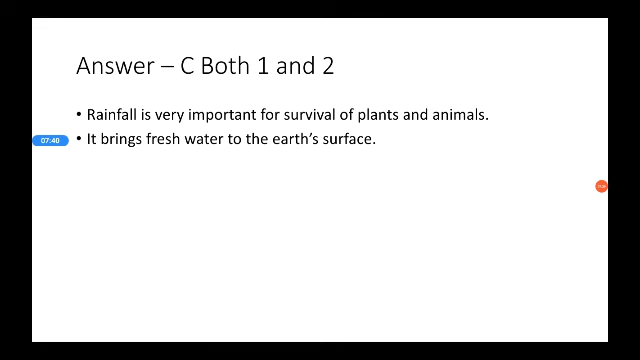 Answer – C Both 1 and 2
• Rainfall is very important for survival of plants and animals.
• It brings fresh water to the earth's surface.
07:40